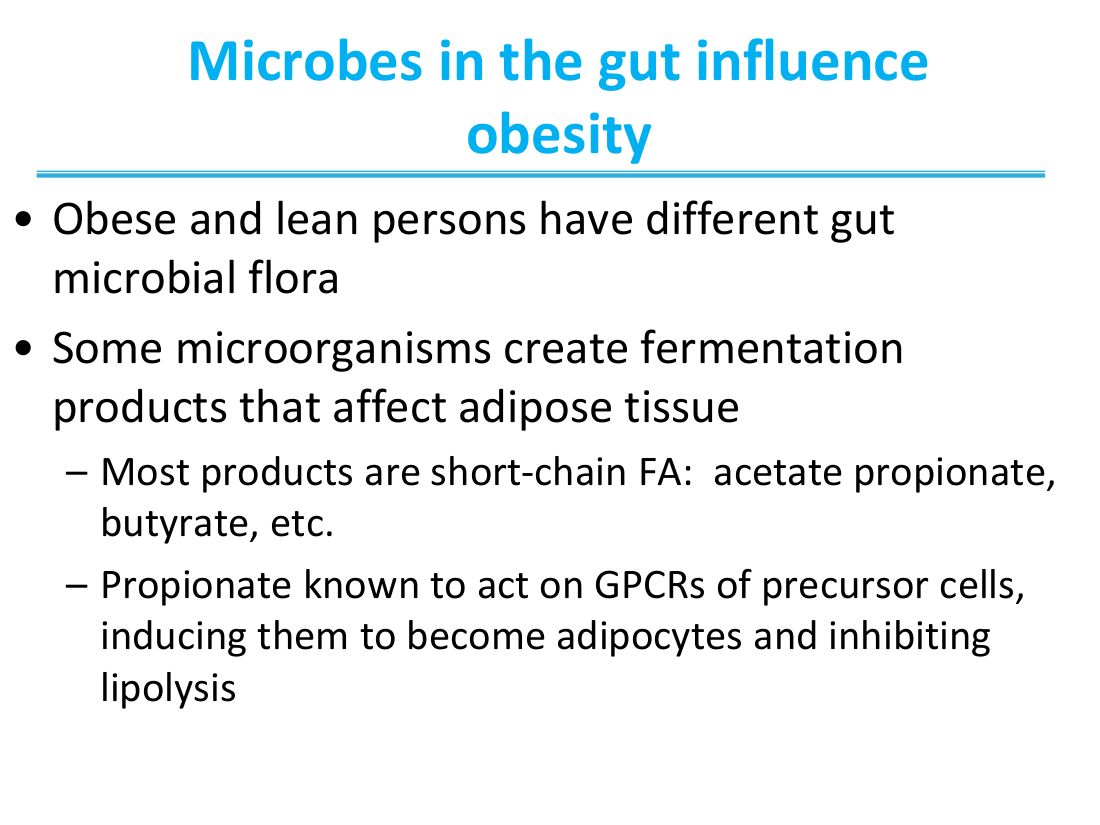 Microbes in the gut influence
obesity
• Obese and lean persons have different gut
microbial flora
• Some microorganisms create fermentation
products that affect adipose tissue
– Most products are short-chain FA:  acetate propionate,
butyrate, etc.
– Propionate known to act on GPCRs of precursor cells,
inducing them to become adipocytes and inhibiting
lipolysis